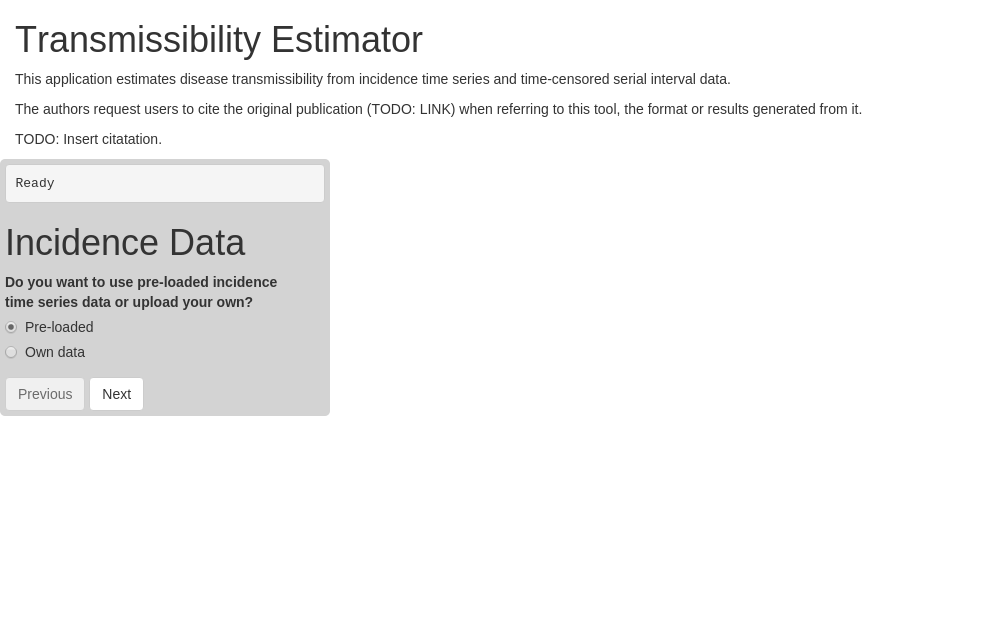 Transmissibility Estimator
This application estimates disease transmissibility from incidence time series and time-censored serial interval data.
The authors request users to cite the original publication (TODO: LINK) when referring to this tool, the format or results generated from it.
TODO: Insert citatation.
Ready
Incidence Data
Do you want to use pre-loaded incidence
time series data or upload your own?
Pre-loaded
Own data
Previous Next